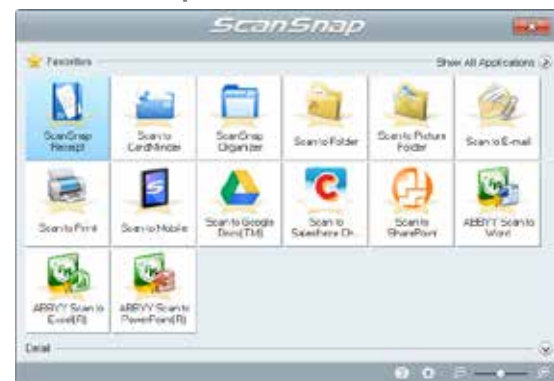 ScanSnap
Favorites
Show All Applications
ScanSnap
Receipt
Scan to
CardMinder
ScanSnap
Organizer
Scan to Folder
Scan to Picture
Folder
Scan to E-mail
Scan to Print
Scan to Mobile
Scan to Google
Docs(TM)
Scan to
Salesforce Ch...
Scan to
SharePoint
ABBYY Scan to
Word
ABBYY Scan to
Excel(R)
ABBYY Scan to
PowerPoint(R)
Detail